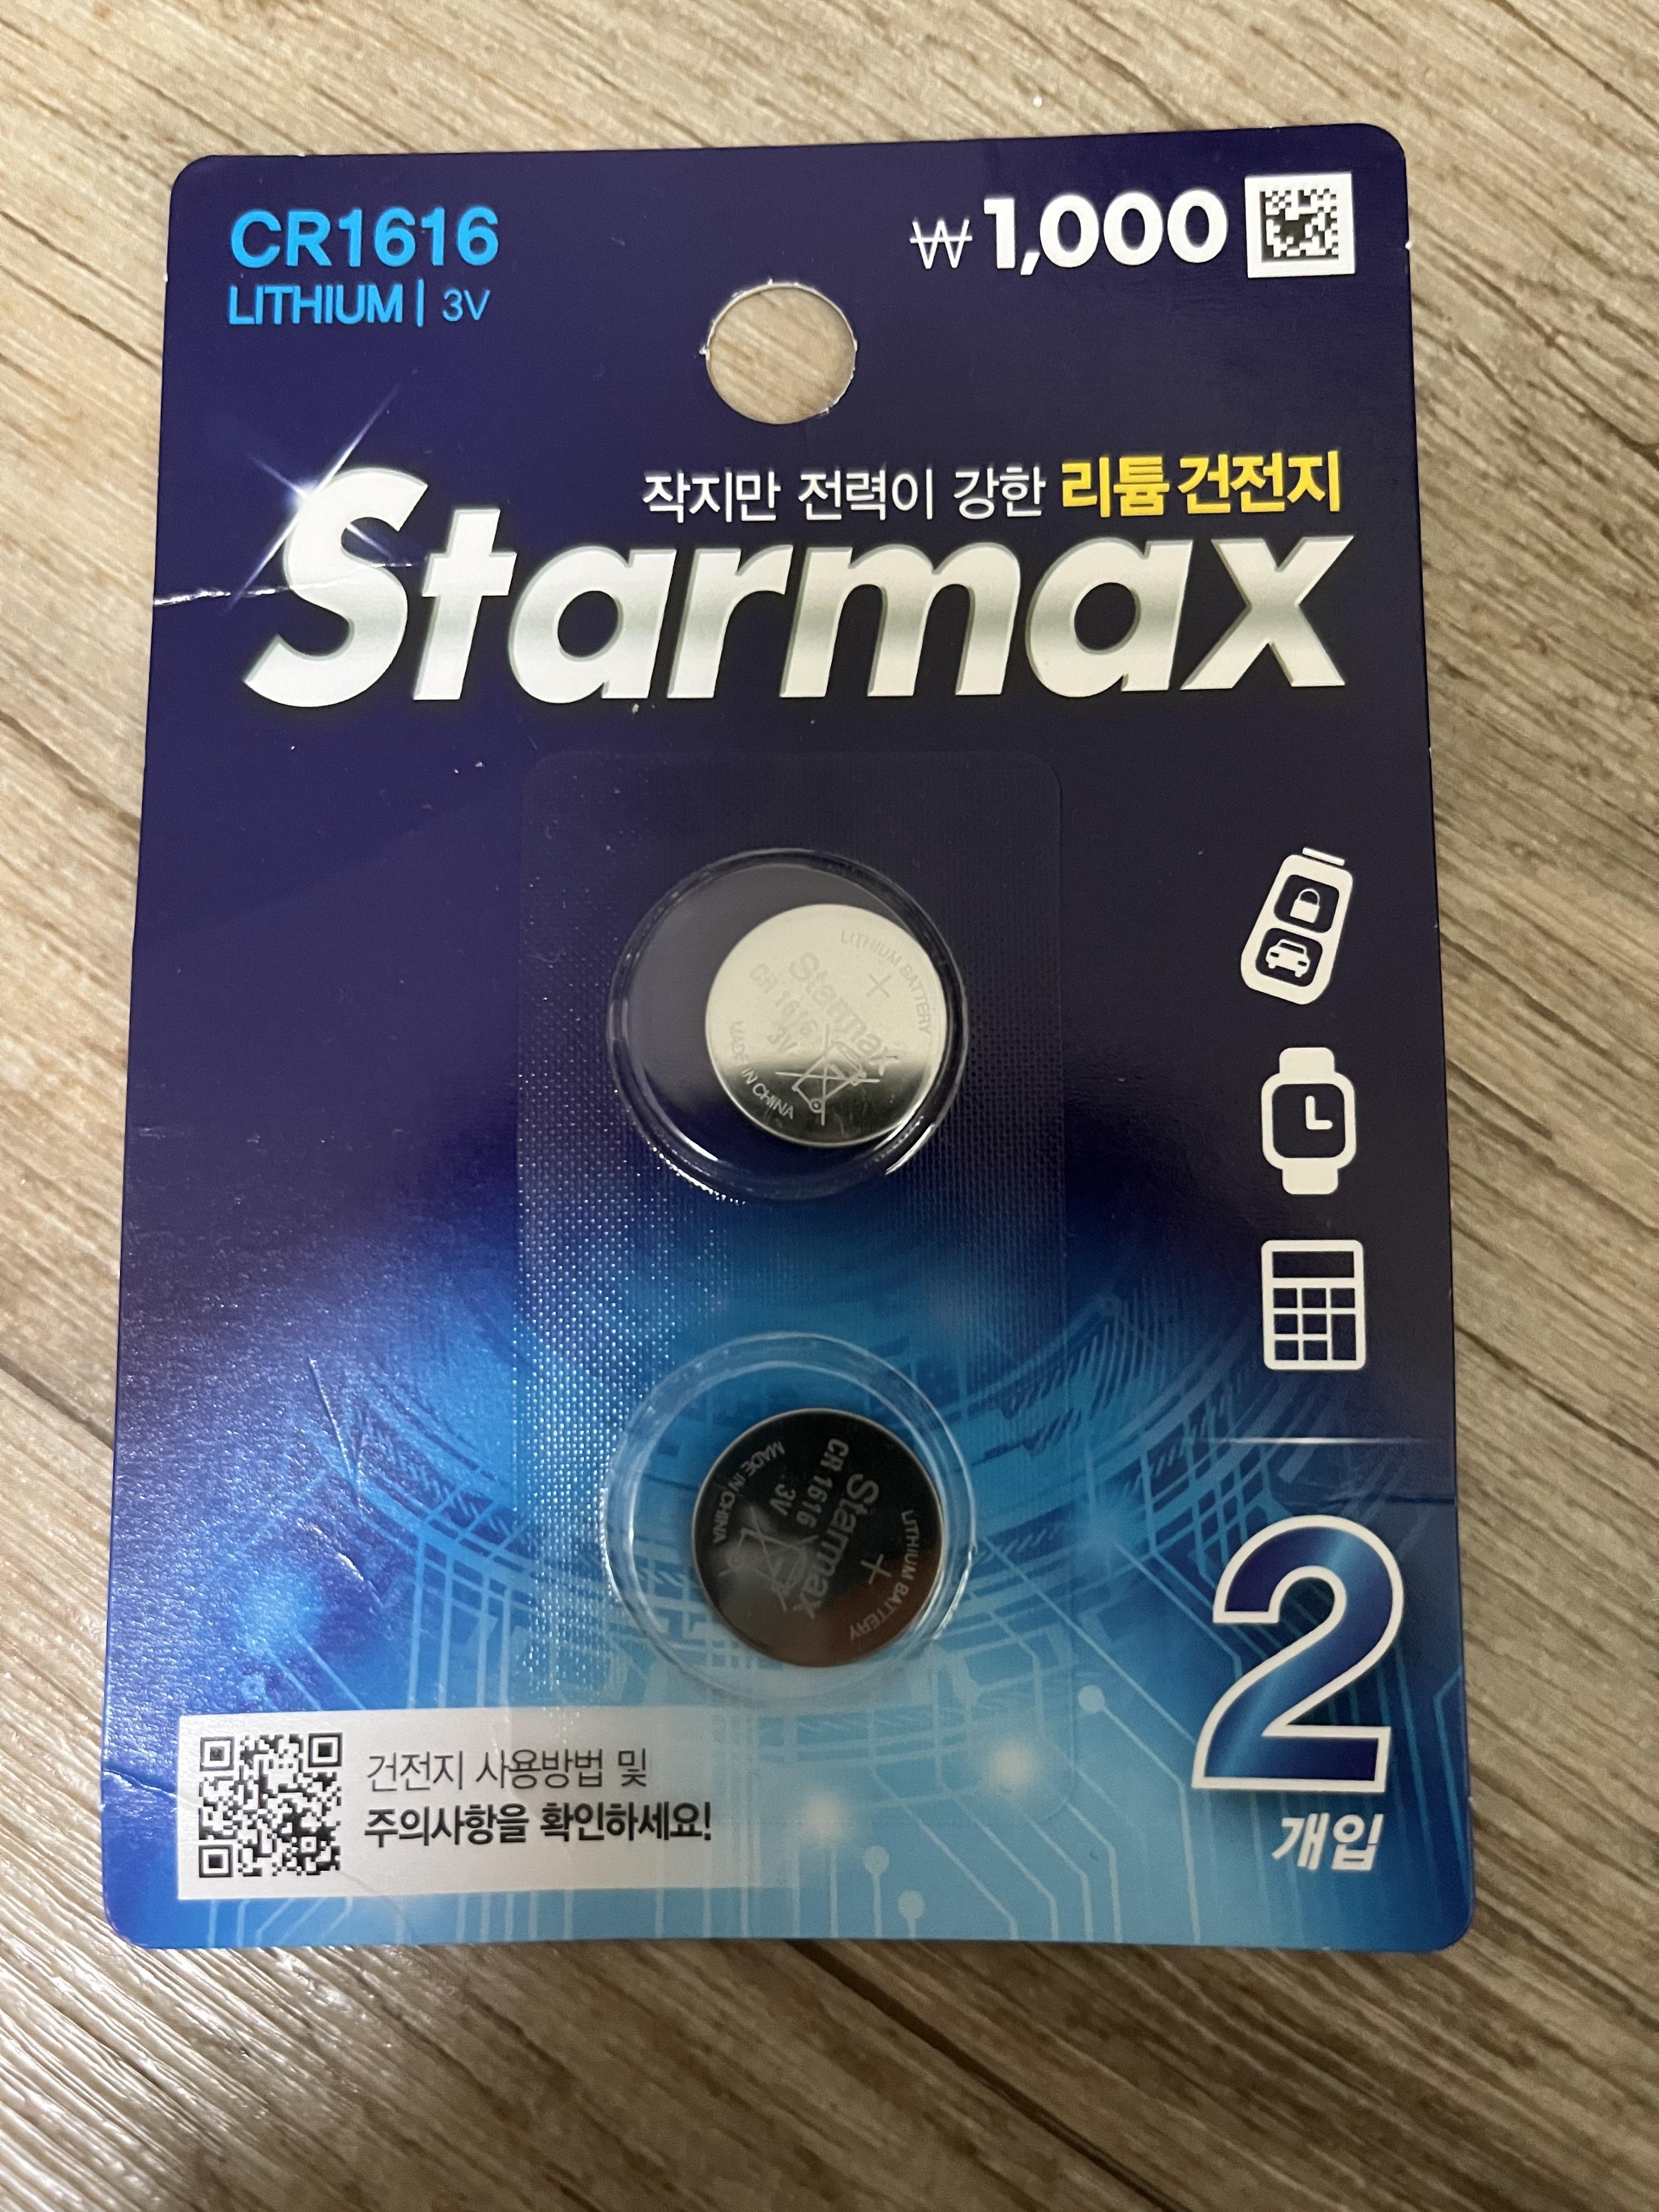 CR1616
LITHIUM | 3V
₩1,000
작지만 전력이 강한 리튬 건전지
Starmax
LITHIUM BATTERY
+
Starmax
CR 1616
3V
MADE IN CHINA
LITHIUM BATTERY
+
Starmax
CR 1616
3V
MADE IN CHINA
2
개입
건전지 사용방법 및
주의사항을 확인하세요!